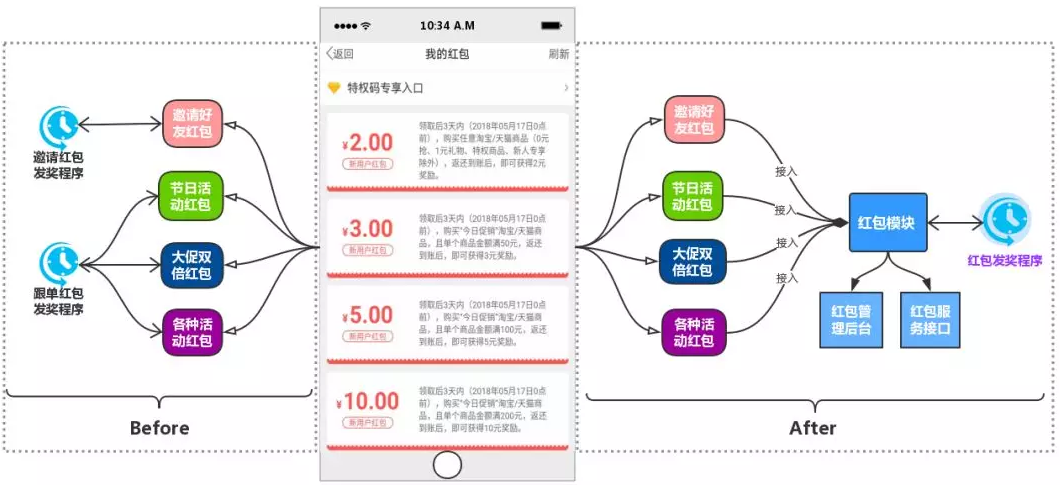 10:34 A.M
返回
我的红包
刷新
特权码专享入口
¥2.00
新用户红包
领取后3天内（2018年05月17日0点
前），购买任意淘宝/天猫商品（0元
抢、1元礼物、特权商品、新人专享
除外），返还到账后，即可获得2元
奖励。
¥3.00
新用户红包
领取后3天内（2018年05月17日0点
前），购买“今日促销”淘宝/天猫商
品，且单个商品金额满50元，返还
到账后，即可获得3元奖励。
¥5.00
新用户红包
领取后3天内（2018年05月17日0点
前），购买“今日促销”淘宝/天猫商
品，且单个商品金额满100元，返还
到账后，即可获得5元奖励。
¥10.00
新用户红包
领取后3天内（2018年05月17日0点
前），购买“今日促销”淘宝/天猫商
品，且单个商品金额满200元，返还
到账后，即可获得10元奖励。
邀请红包
发奖程序
跟单红包
发奖程序
邀请好
友红包
节日活
动红包
大促双
倍红包
各种活
动红包
Before
邀请好
友红包
节日活
动红包
大促双
倍红包
各种活
动红包
接入
接入
接入
接入
红包模块
红包发奖程序
红包管
理后台
红包服
务接口
After